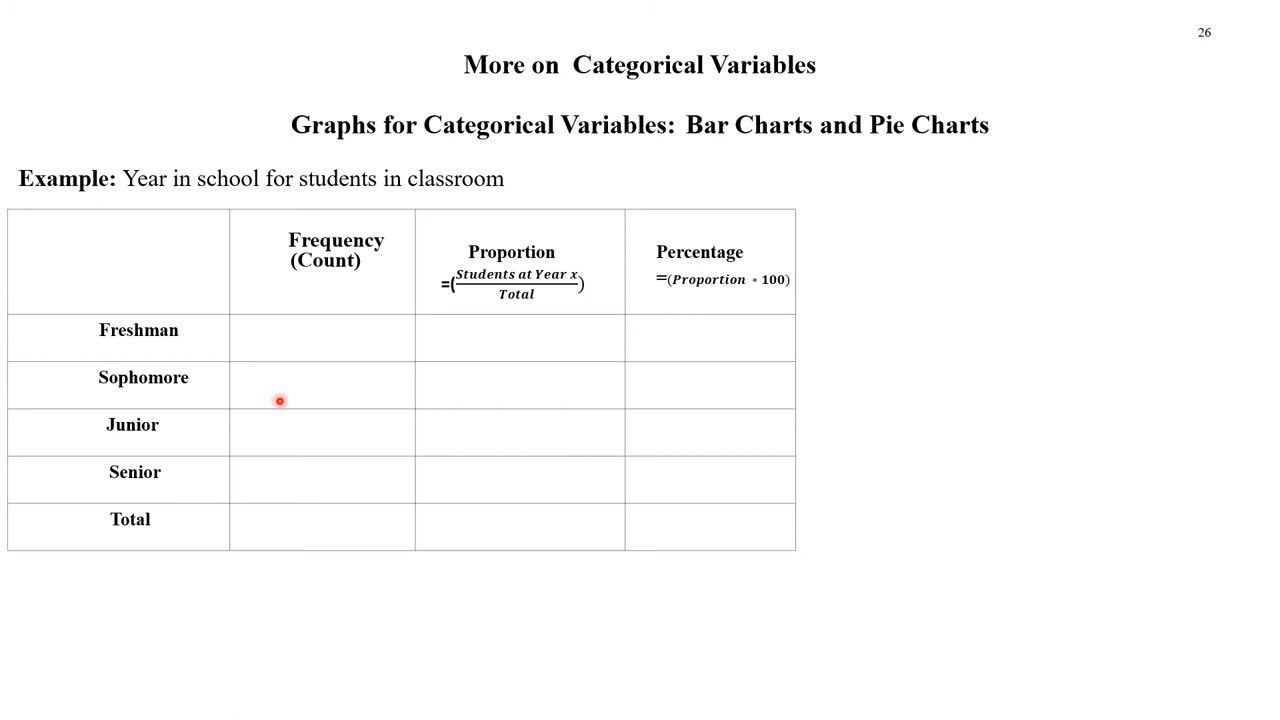 26
More on Categorical Variables
Graphs for Categorical Variables: Bar Charts and Pie Charts
Example: Year in school for students in classroom
Frequency
(Count)
Proportion
=(Students at Year x / Total)
Percentage
=(Proportion * 100)
Freshman
Sophomore
Junior
Senior
Total